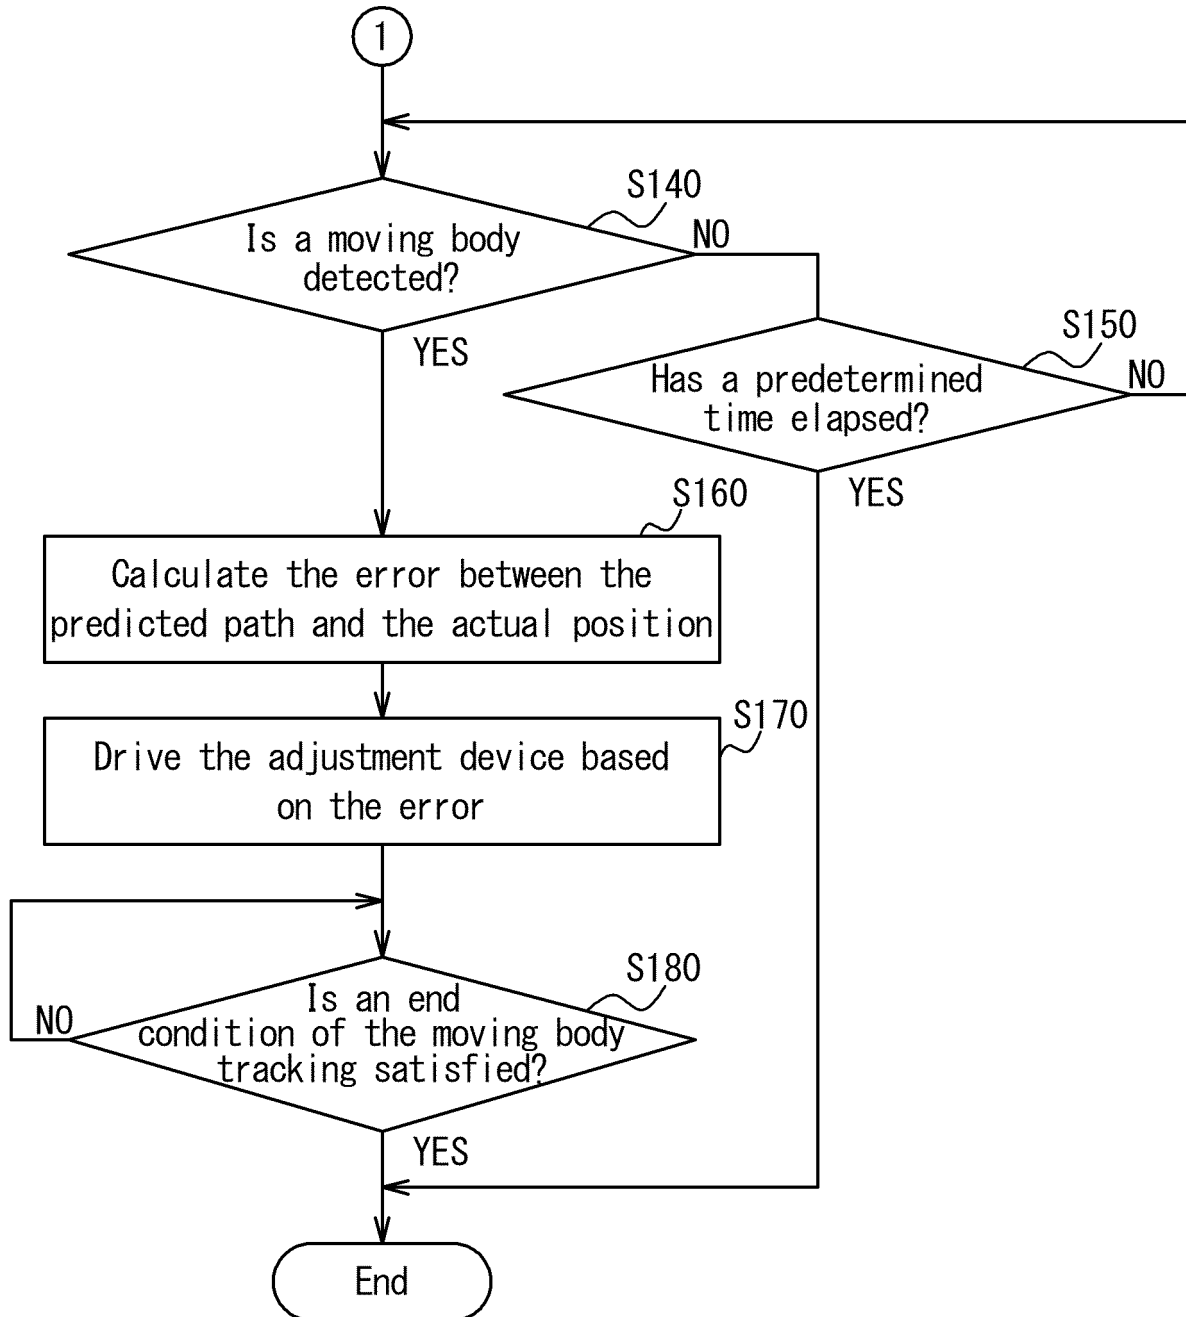 1
S140
Is a moving body
detected?
NO
YES
S150
Has a predetermined
time elapsed?
NO
YES
S160
Calculate the error between the
predicted path and the actual position
S170
Drive the adjustment device based
on the error
S180
Is an end
condition of the moving body
tracking satisfied?
NO
YES
End